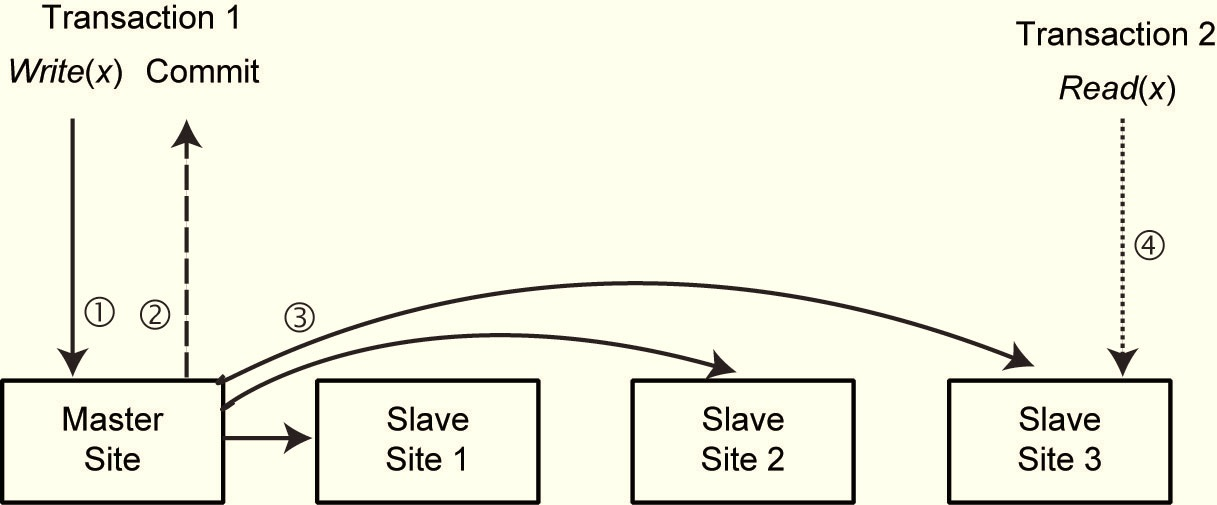 Transaction 1
Write(x) Commit
Transaction 2
Read(x)
①
②
③
④
Master
Site
Slave
Site 1
Slave
Site 2
Slave
Site 3